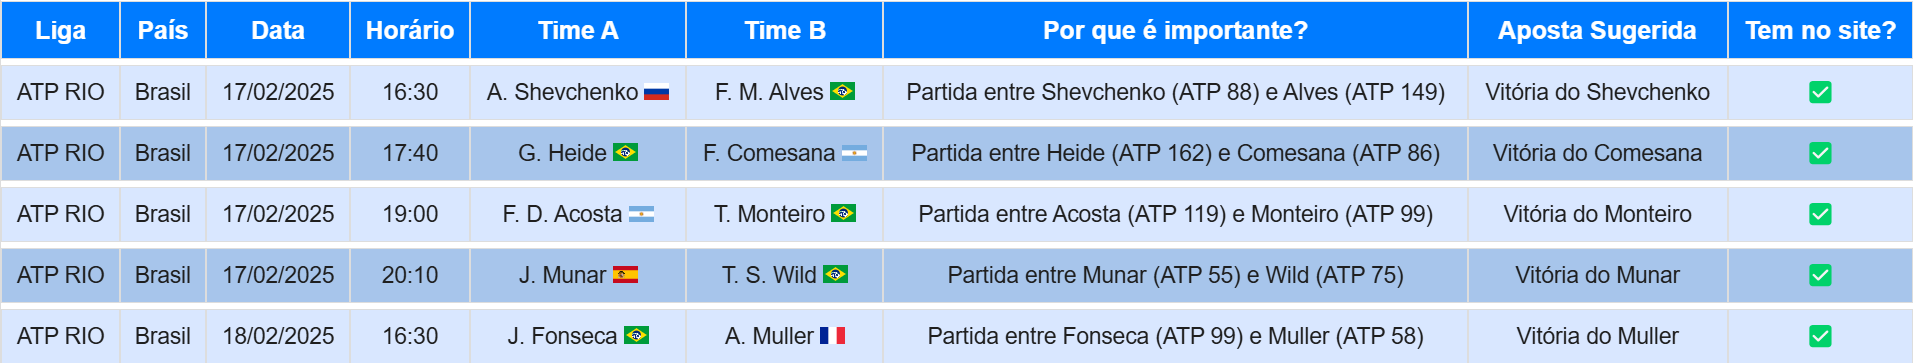 Liga País Data Horário Time A Time B Por que é importante? Aposta Sugerida Tem no site?
ATP RIO Brasil 17/02/2025 16:30 A. Shevchenko F. M. Alves Partida entre Shevchenko (ATP 88) e Alves (ATP 149) Vitória do Shevchenko
ATP RIO Brasil 17/02/2025 17:40 G. Heide F. Comesana Partida entre Heide (ATP 162) e Comesana (ATP 86) Vitória do Comesana
ATP RIO Brasil 17/02/2025 19:00 F. D. Acosta T. Monteiro Partida entre Acosta (ATP 119) e Monteiro (ATP 99) Vitória do Monteiro
ATP RIO Brasil 17/02/2025 20:10 J. Munar T. S. Wild Partida entre Munar (ATP 55) e Wild (ATP 75) Vitória do Munar
ATP RIO Brasil 18/02/2025 16:30 J. Fonseca A. Muller Partida entre Fonseca (ATP 99) e Muller (ATP 58) Vitória do Muller